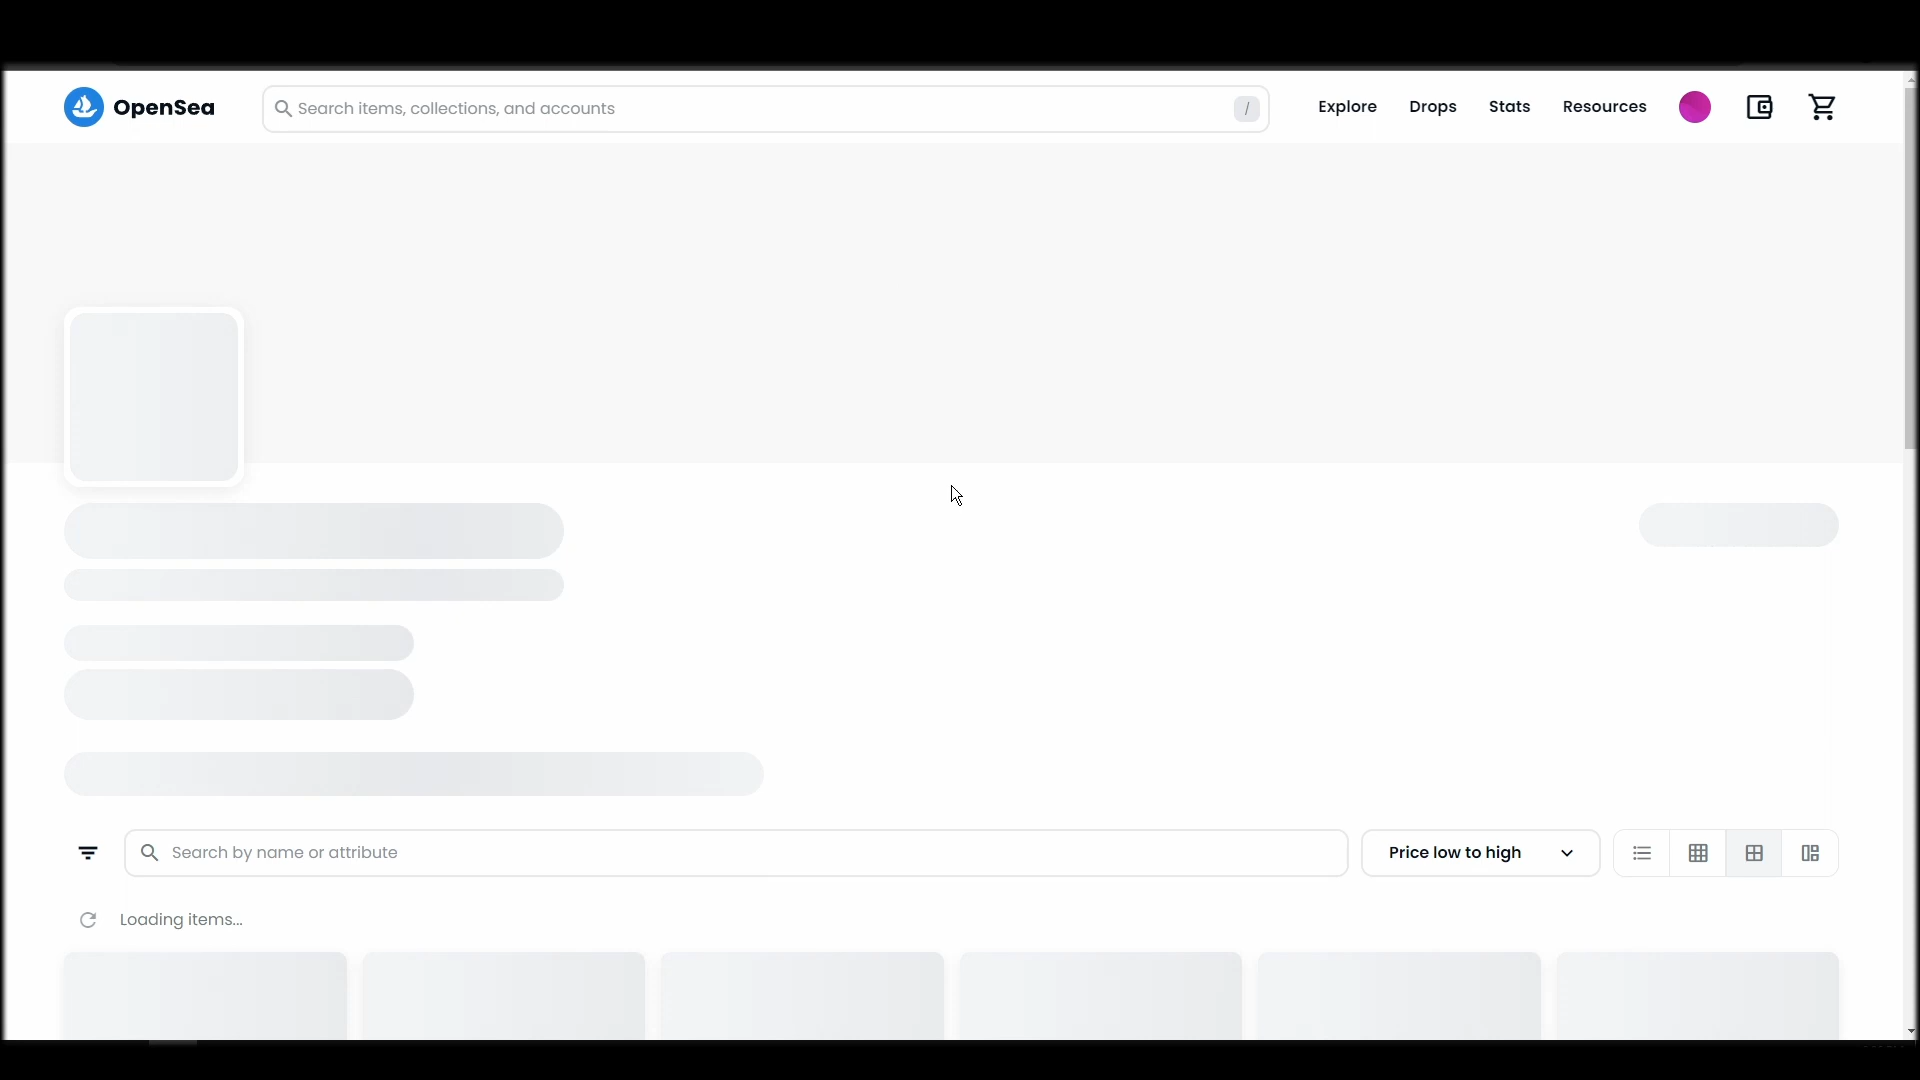 OpenSea
Search items, collections, and accounts
/
Explore
Drops
Stats
Resources
Search by name or attribute
Price low to high
Loading items...